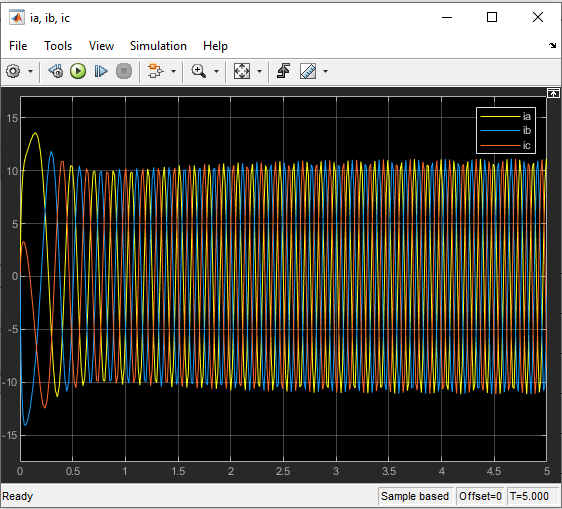 ia, ib, ic
File Tools View Simulation Help
ia
ib
ic
15
10
5
0
-5
-10
-15
0 0.5 1 1.5 2 2.5 3 3.5 4 4.5 5
Ready Sample based Offset=0 T=5.000